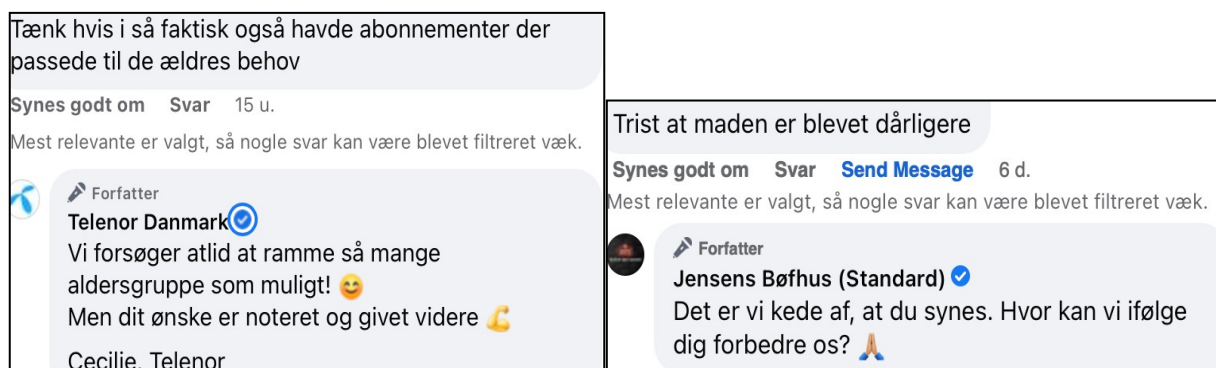 Tænk hvis i så faktisk også havde abonnementer der
passede til de ældres behov
Synes godt om Svar 15 u.
Mest relevante er valgt, så nogle svar kan være blevet filtreret væk.
Forfatter
Telenor Danmark
Vi forsøger atlid at ramme så mange
aldersgruppe som muligt! 😊
Men dit ønske er noteret og givet videre 💪
Cecilie, Telenor
Trist at maden er blevet dårligere
Synes godt om Svar Send Message 6 d.
Mest relevante er valgt, så nogle svar kan være blevet filtreret væk.
Forfatter
Jensens Bøfhus (Standard)
Det er vi kede af, at du synes. Hvor kan vi ifølge
dig forbedre os? 🙏🏽